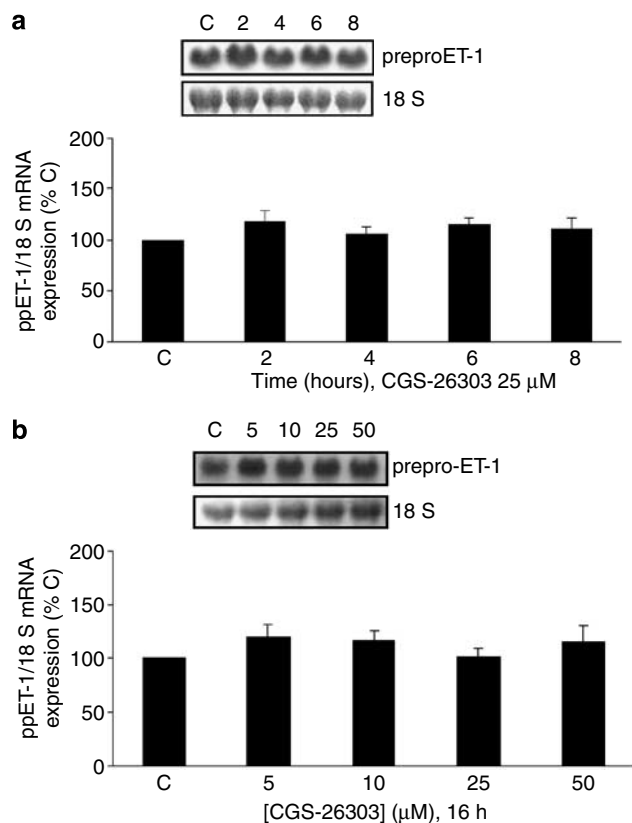 a
C 2 4 6 8
preproET-1
18 S
ppET-1/18 S mRNA
expression (% C)
200
150
100
50
0
C 2 4 6 8
Time (hours), CGS-26303 25 μM
b
C 5 10 25 50
prepro-ET-1
18 S
ppET-1/18 S mRNA
expression (% C)
200
150
100
50
0
C 5 10 25 50
[CGS-26303] (μM), 16 h